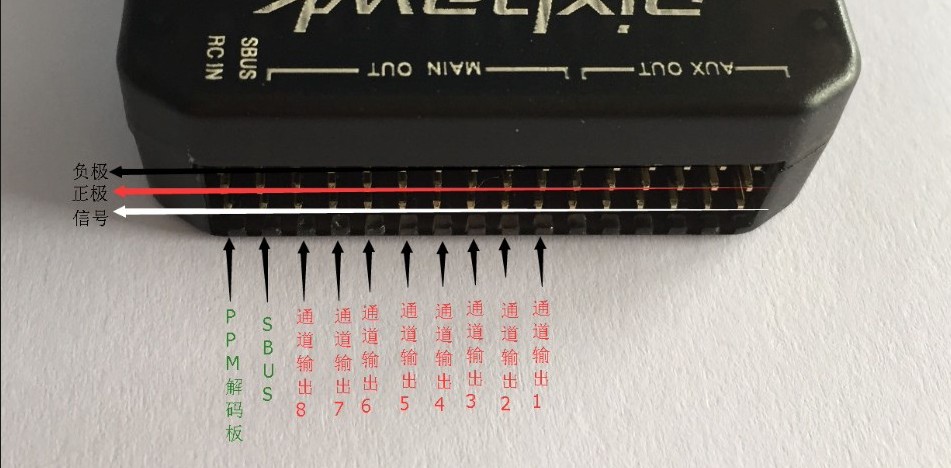 pixhawk
RC IN
SBUS
MAIN OUT
AUX OUT
负极
正极
信号
PPM解码板
SBUS
通道输出8
通道输出7
通道输出6
通道输出5
通道输出4
通道输出3
通道输出2
通道输出1